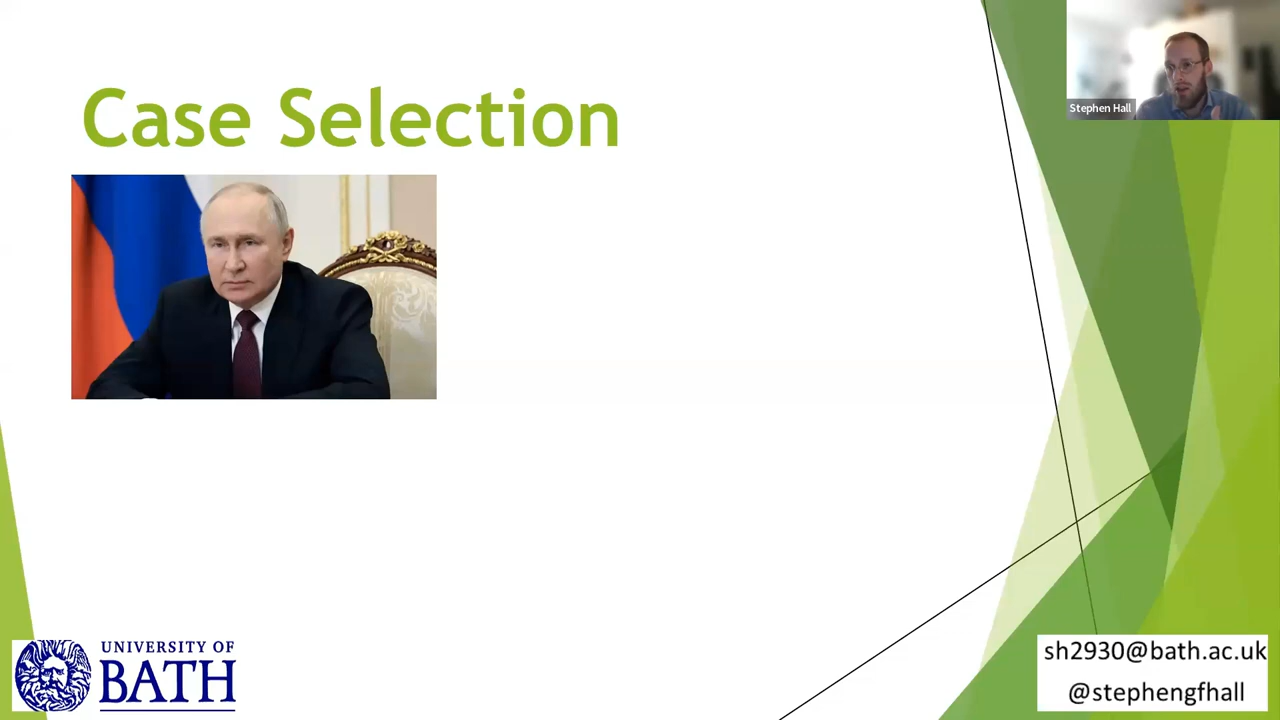 Case Selection
Stephen Hall
UNIVERSITY OF
BATH
sh2930@bath.ac.uk
@stephengfhall